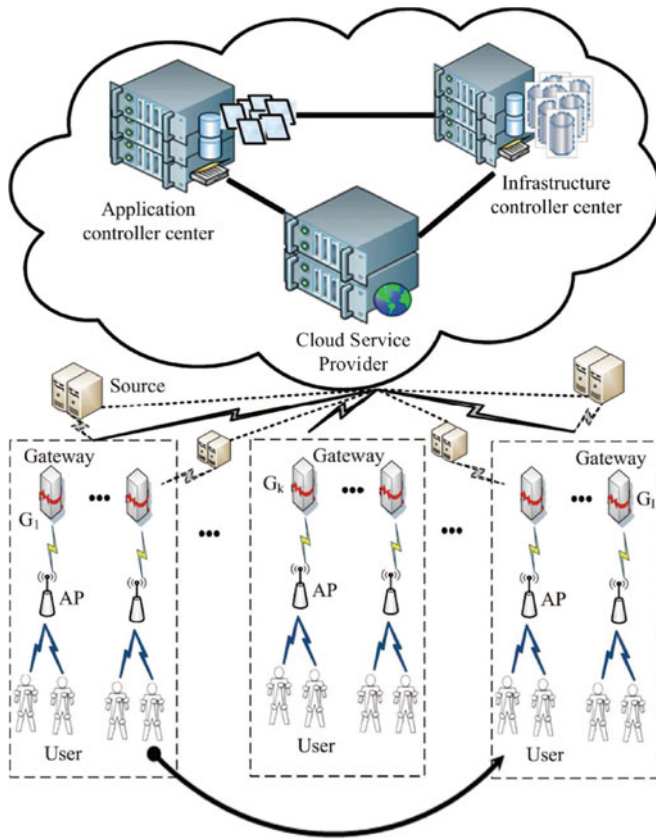 Application
controller center
Infrastructure
controller center
Cloud Service
Provider
Source
Gateway
G1
AP
User
Gateway
Gk
AP
User
Gateway
Gl
AP
User